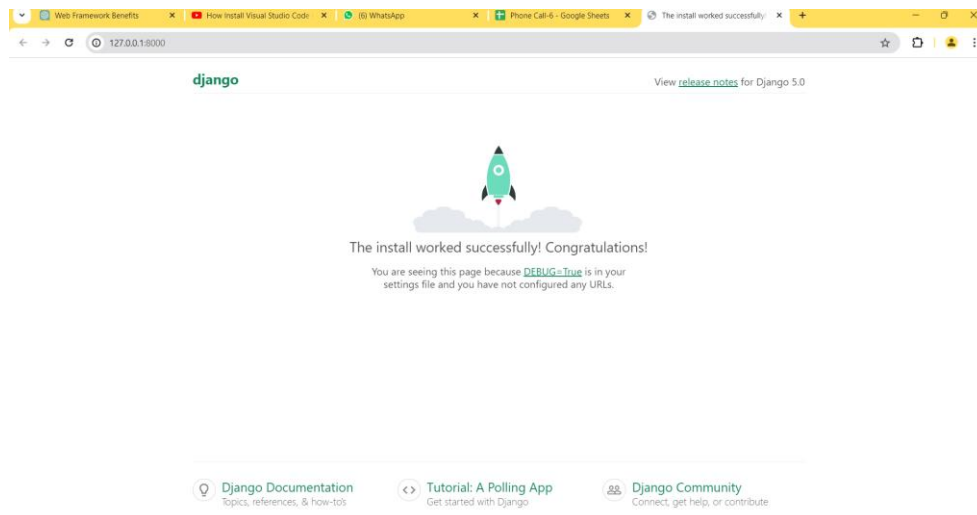 Web Framework Benefits
How Install Visual Studio Code
(6) WhatsApp
Phone Call-6 - Google Sheets
The install worked successfully
127.0.0.1:8000
django
View release notes for Django 5.0
The install worked successfully! Congratulations!
You are seeing this page because DEBUG=True is in your
settings file and you have not configured any URLs.
Django Documentation
Topics, references, & how-to's
Tutorial: A Polling App
Get started with Django
Django Community
Connect, get help, or contribute